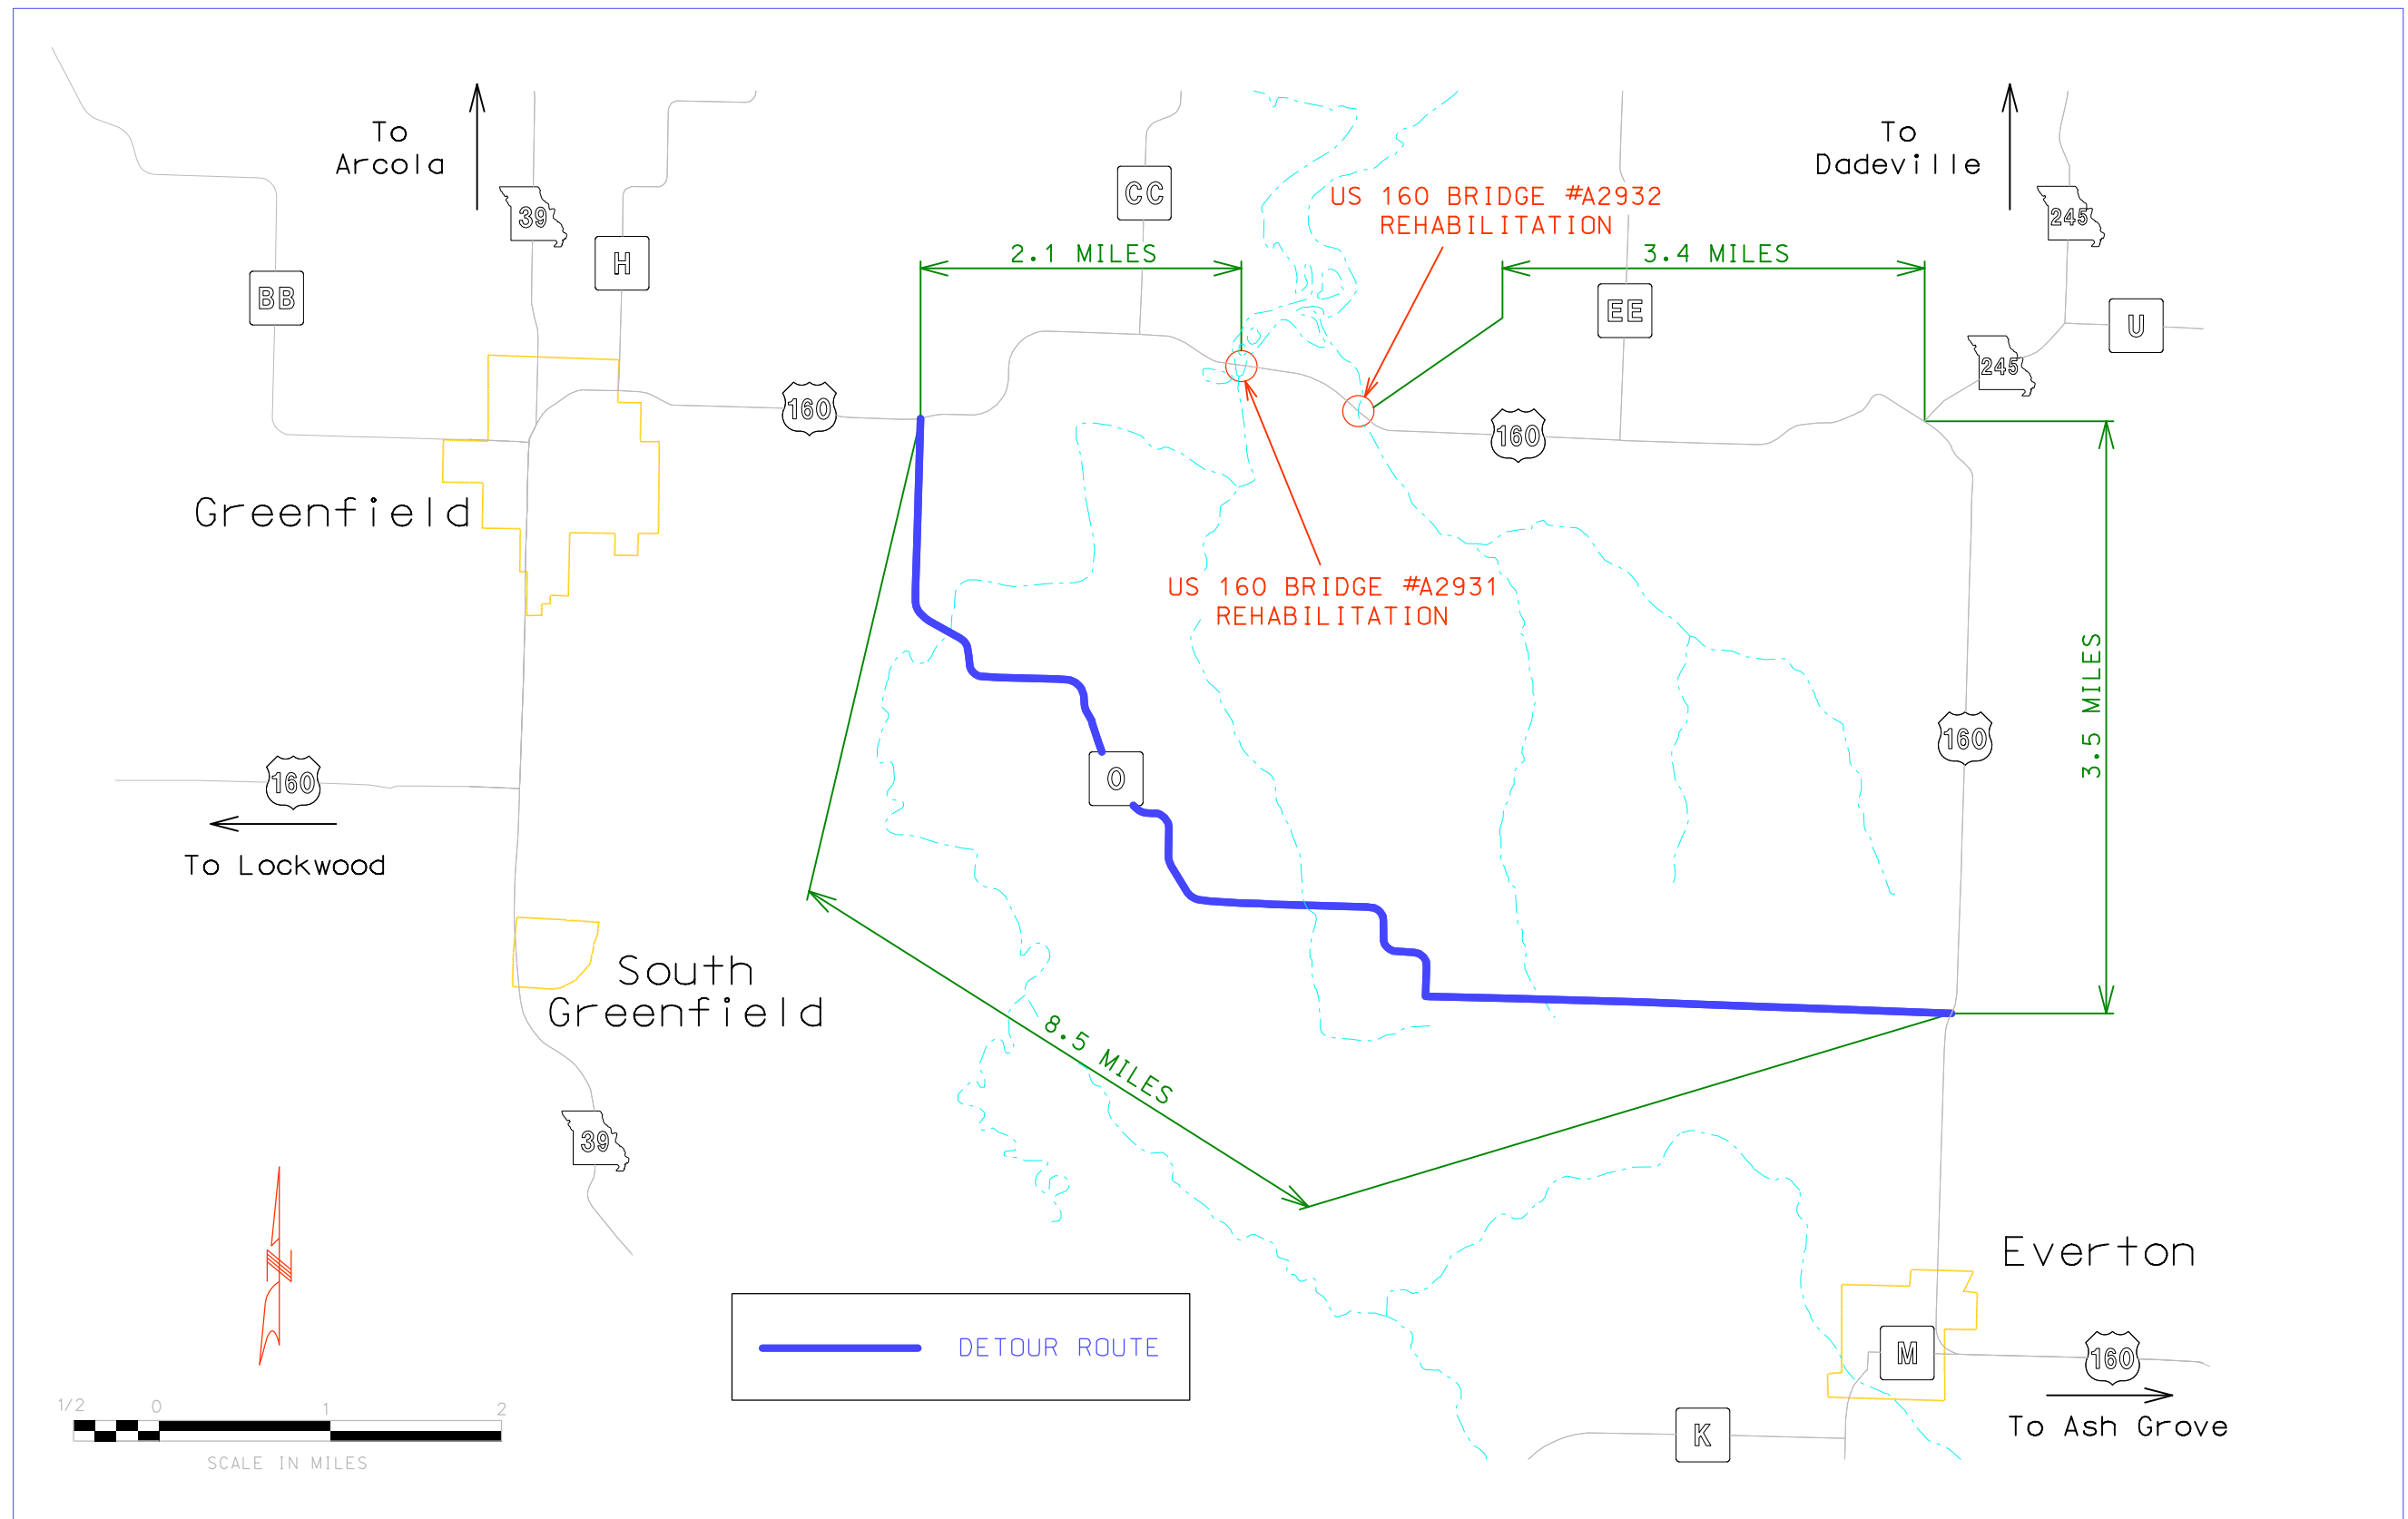 To
Arcola
39
H
BB
CC
US 160 BRIDGE #A2932
REHABILITATION
2.1 MILES
3.4 MILES
EE
To
Dadeville
245
U
245
160
160
Greenfield
US 160 BRIDGE #A2931
REHABILITATION
3.5 MILES
160
O
160
To Lockwood
South
Greenfield
8.5 MILES
39
Everton
DETOUR ROUTE
M
160
To Ash Grove
K
1/2 0 1 2
SCALE IN MILES
N